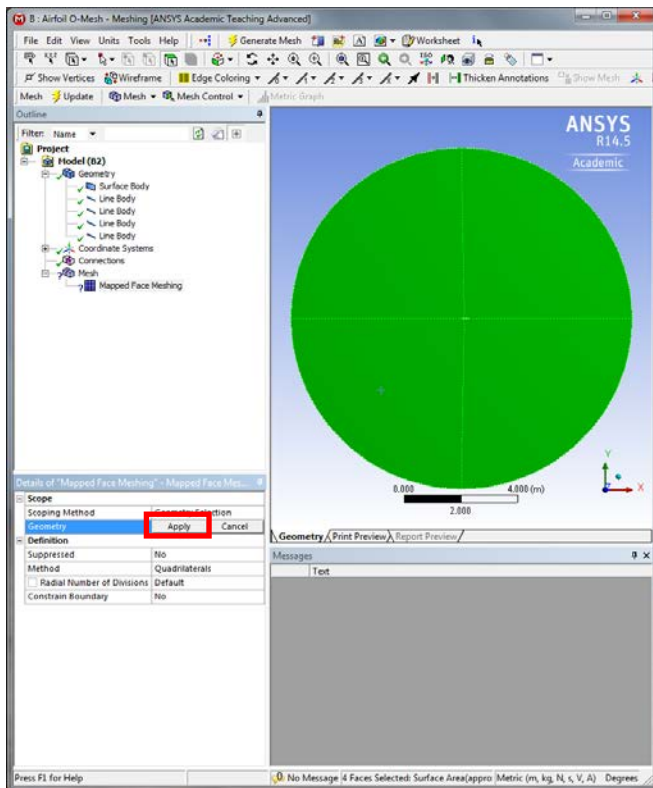 B : Airfoil O-Mesh - Meshing [ANSYS Academic Teaching Advanced]
File Edit View Units Tools Help Generate Mesh Worksheet
Show Vertices Wireframe Edge Coloring Thicken Annotations Show Mesh
Mesh Update Mesh Mesh Control Metric Graph
Outline
Filter: Name
Project
Model (B2)
Geometry
Surface Body
Line Body
Line Body
Line Body
Line Body
Coordinate Systems
Connections
Mesh
Mapped Face Meshing
ANSYS
R14.5
Academic
Y
X
0.000 4.000 (m)
2.000
Geometry Print Preview Report Preview
Details of "Mapped Face Meshing" - Mapped Face Mes...
Scope
Scoping Method Geometry Selection
Geometry Apply Cancel
Definition
Suppressed No
Method Quadrilaterals
Radial Number of Divisions Default
Constrain Boundary No
Messages
Text
Press F1 for Help
No Message 4 Faces Selected: Surface Area(appro Metric (m, kg, N, s, V, A) Degrees